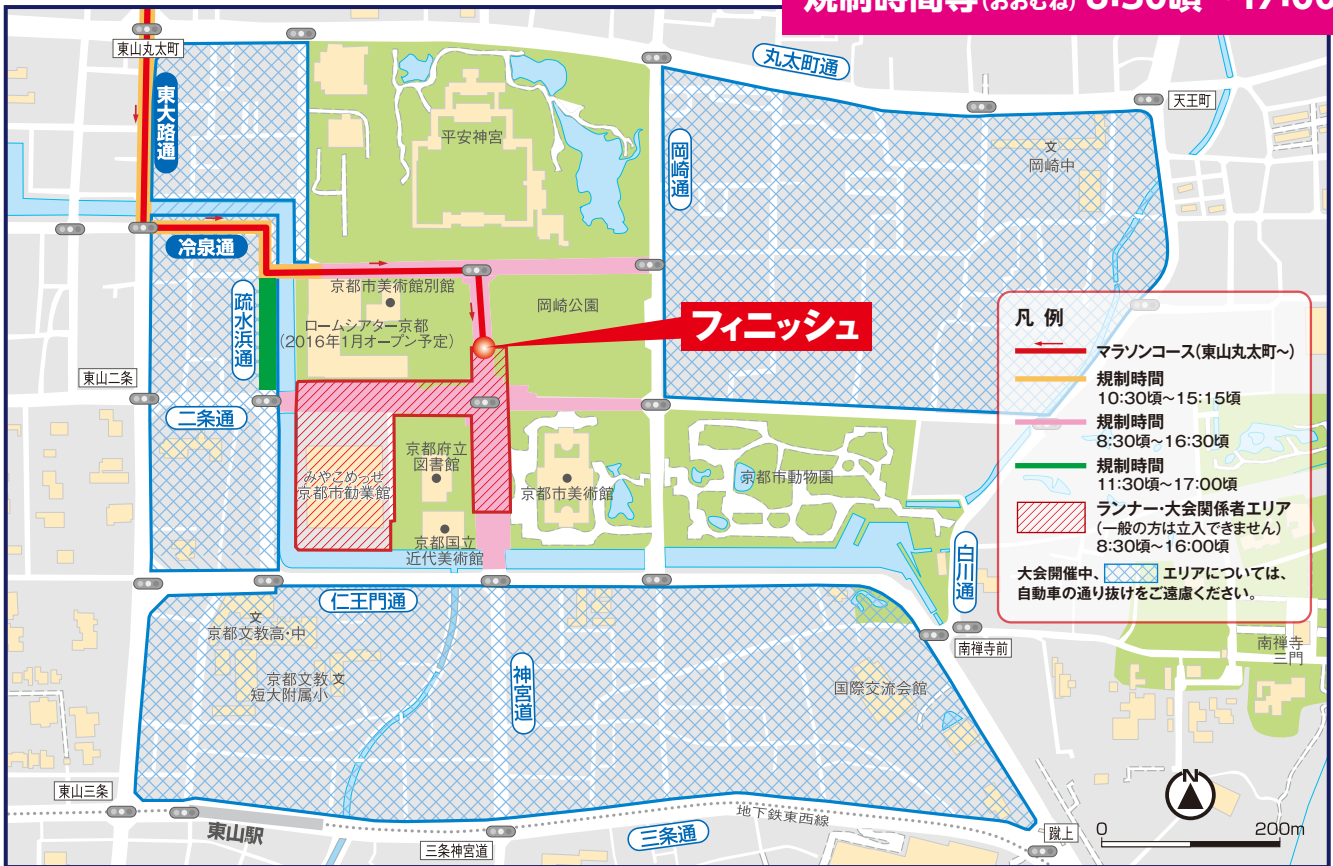 規制時間等(おおむね) 8:30頃~17:00
東山丸太町
丸太町通
天王町
東大路通
平安神宮
岡崎通
文
岡崎中
冷泉通
京都市美術館別館
岡崎公園
疏水浜通
ロームシアター京都
(2016年1月オープン予定)
フィニッシュ
東山二条
二条通
京都府立
図書館
みやこめっせ
京都市勧業館
京都市美術館
京都市動物園
京都国立
近代美術館
白川通
凡 例
マラソンコース(東山丸太町~)
規制時間
10:30頃~15:15頃
規制時間
8:30頃~16:30頃
規制時間
11:30頃~17:00頃
ランナー・大会関係者エリア
(一般の方は立入できません)
8:30頃~16:00頃
大会開催中、 エリアについては、
自動車の通り抜けをご遠慮ください。
仁王門通
文
京都文教高・中
南禅寺前
南禅寺
三門
京都文教 文
短大附属小
神宮道
国際交流会館
東山三条
東山駅
地下鉄東西線
三条通
三条神宮道
蹴上
N
0 200m